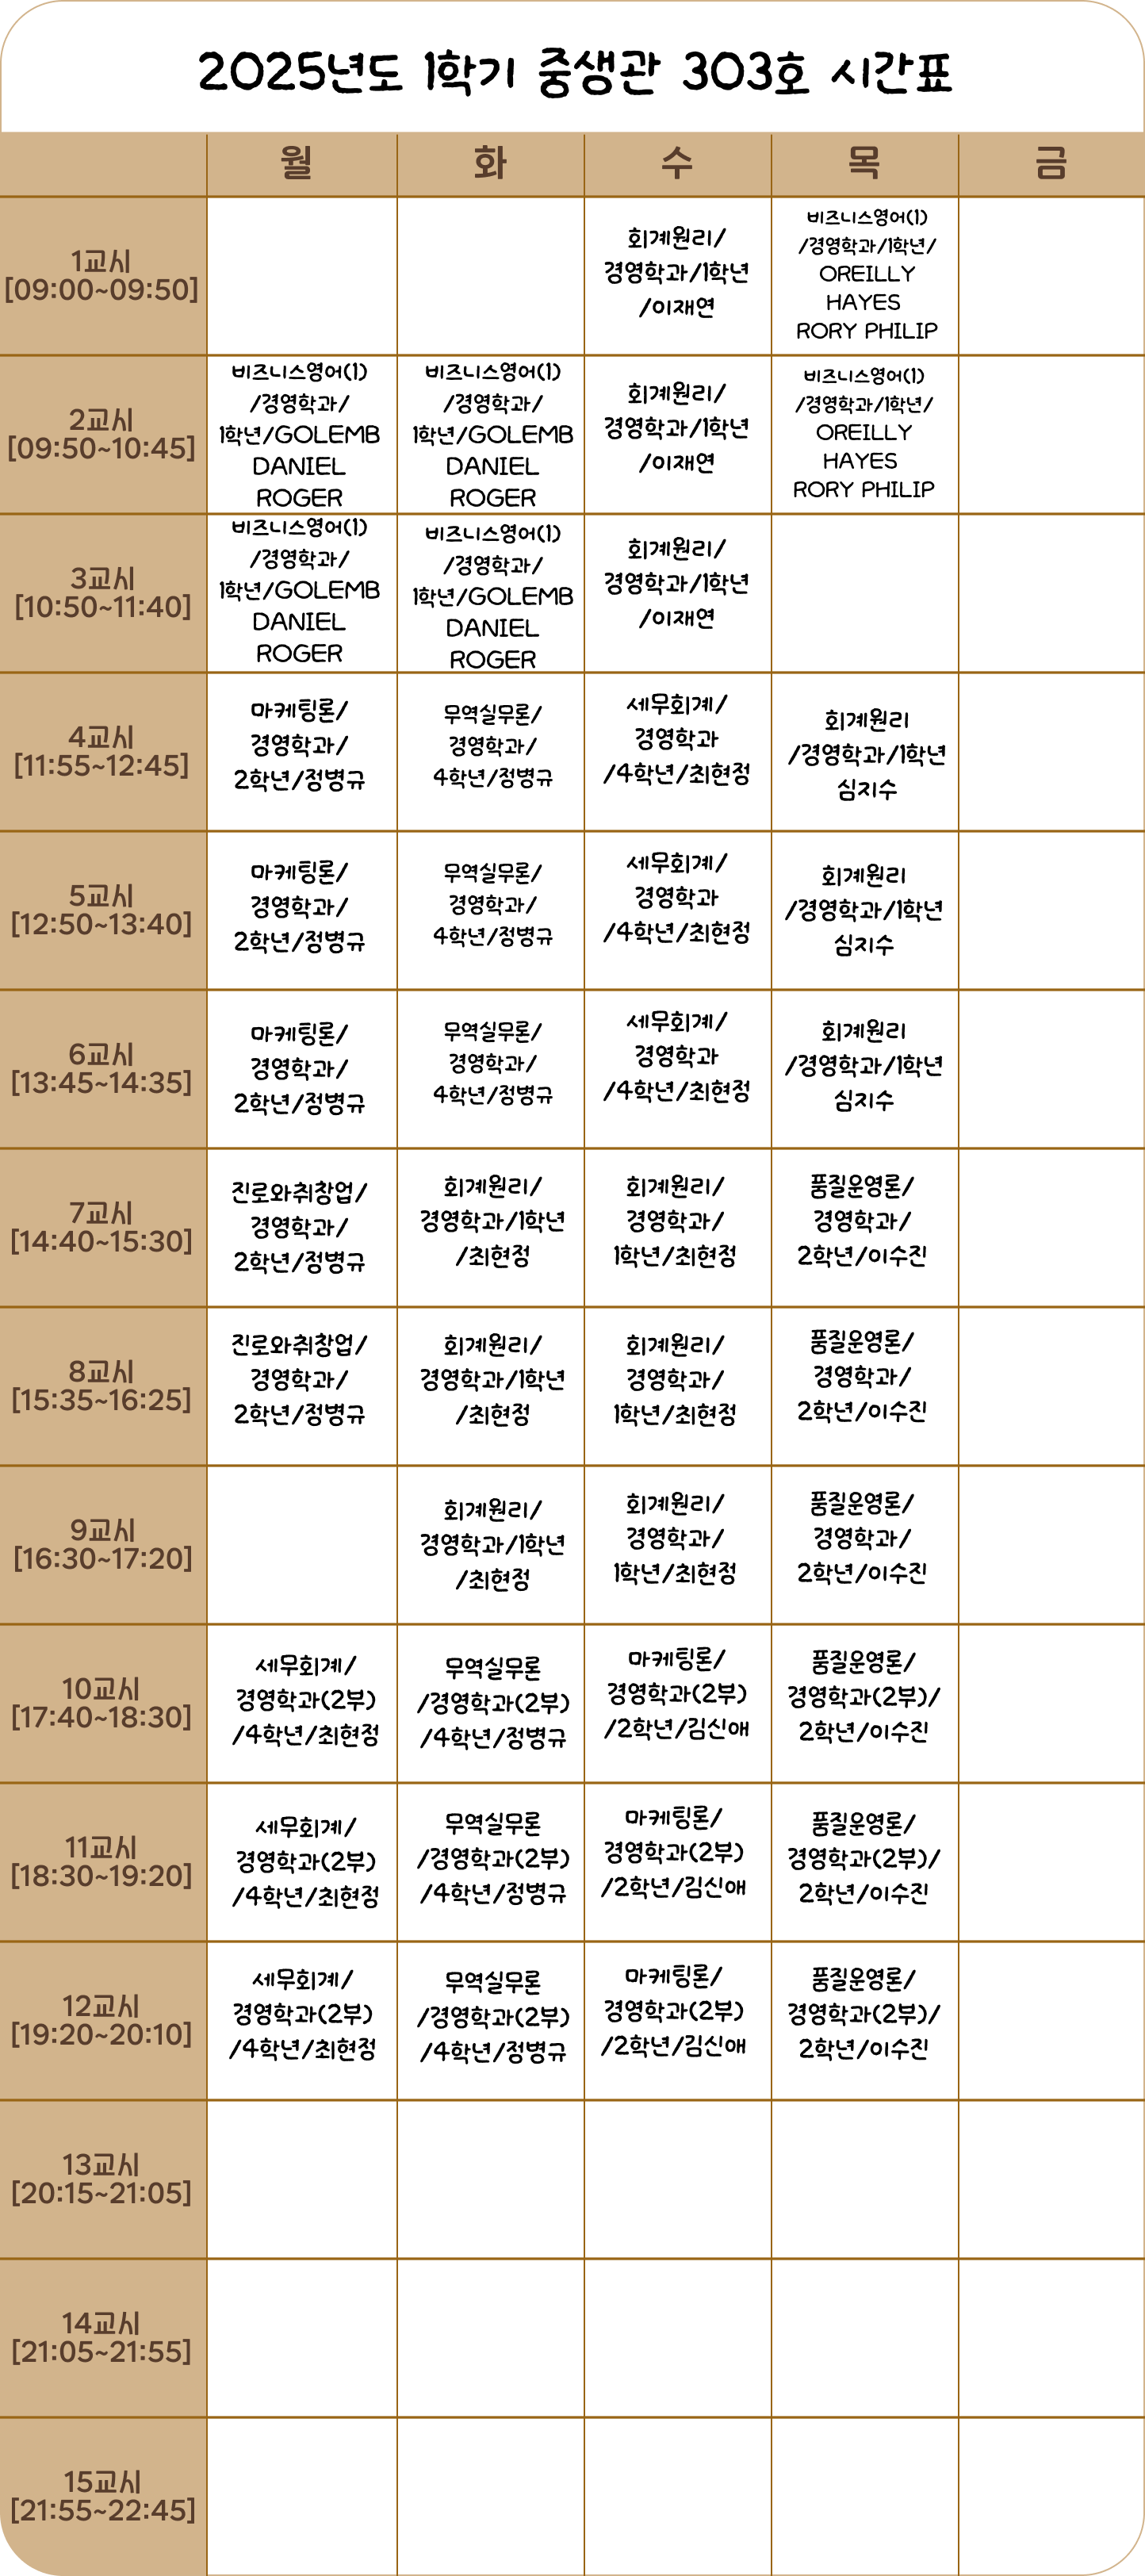 2025년도 1학기 중생관 303호 시간표
월
화
수
목
금
1교시
[09:00~09:50]
회계원리/
경영학과/1학년
/이재연
비즈니스영어(1)
/경영학과/1학년/
OREILLY
HAYES
RORY PHILIP
2교시
[09:50~10:45]
비즈니스영어(1)
/경영학과/
1학년/GOLEMB
DANIEL
ROGER
비즈니스영어(1)
/경영학과/
1학년/GOLEMB
DANIEL
ROGER
회계원리/
경영학과/1학년
/이재연
비즈니스영어(1)
/경영학과/1학년/
OREILLY
HAYES
RORY PHILIP
3교시
[10:50~11:40]
비즈니스영어(1)
/경영학과/
1학년/GOLEMB
DANIEL
ROGER
비즈니스영어(1)
/경영학과/
1학년/GOLEMB
DANIEL
ROGER
회계원리/
경영학과/1학년
/이재연
4교시
[11:55~12:45]
마케팅론/
경영학과/
2학년/정병규
무역실무론/
경영학과/
4학년/정병규
세무회계/
경영학과
/4학년/최현정
회계원리
/경영학과/1학년
심지수
5교시
[12:50~13:40]
마케팅론/
경영학과/
2학년/정병규
무역실무론/
경영학과/
4학년/정병규
세무회계/
경영학과
/4학년/최현정
회계원리
/경영학과/1학년
심지수
6교시
[13:45~14:35]
마케팅론/
경영학과/
2학년/정병규
무역실무론/
경영학과/
4학년/정병규
세무회계/
경영학과
/4학년/최현정
회계원리
/경영학과/1학년
심지수
7교시
[14:40~15:30]
진로와취창업/
경영학과/
2학년/정병규
회계원리/
경영학과/1학년
/최현정
회계원리/
경영학과/
1학년/최현정
품질운영론/
경영학과/
2학년/이수진
8교시
[15:35~16:25]
진로와취창업/
경영학과/
2학년/정병규
회계원리/
경영학과/1학년
/최현정
회계원리/
경영학과/
1학년/최현정
품질운영론/
경영학과/
2학년/이수진
9교시
[16:30~17:20]
회계원리/
경영학과/1학년
/최현정
회계원리/
경영학과/
1학년/최현정
품질운영론/
경영학과/
2학년/이수진
10교시
[17:40~18:30]
세무회계/
경영학과(2부)
/4학년/최현정
무역실무론
/경영학과(2부)
/4학년/정병규
마케팅론/
경영학과(2부)
/2학년/김신애
품질운영론/
경영학과(2부)/
2학년/이수진
11교시
[18:30~19:20]
세무회계/
경영학과(2부)
/4학년/최현정
무역실무론
/경영학과(2부)
/4학년/정병규
마케팅론/
경영학과(2부)
/2학년/김신애
품질운영론/
경영학과(2부)/
2학년/이수진
12교시
[19:20~20:10]
세무회계/
경영학과(2부)
/4학년/최현정
무역실무론
/경영학과(2부)
/4학년/정병규
마케팅론/
경영학과(2부)
/2학년/김신애
품질운영론/
경영학과(2부)/
2학년/이수진
13교시
[20:15~21:05]
14교시
[21:05~21:55]
15교시
[21:55~22:45]